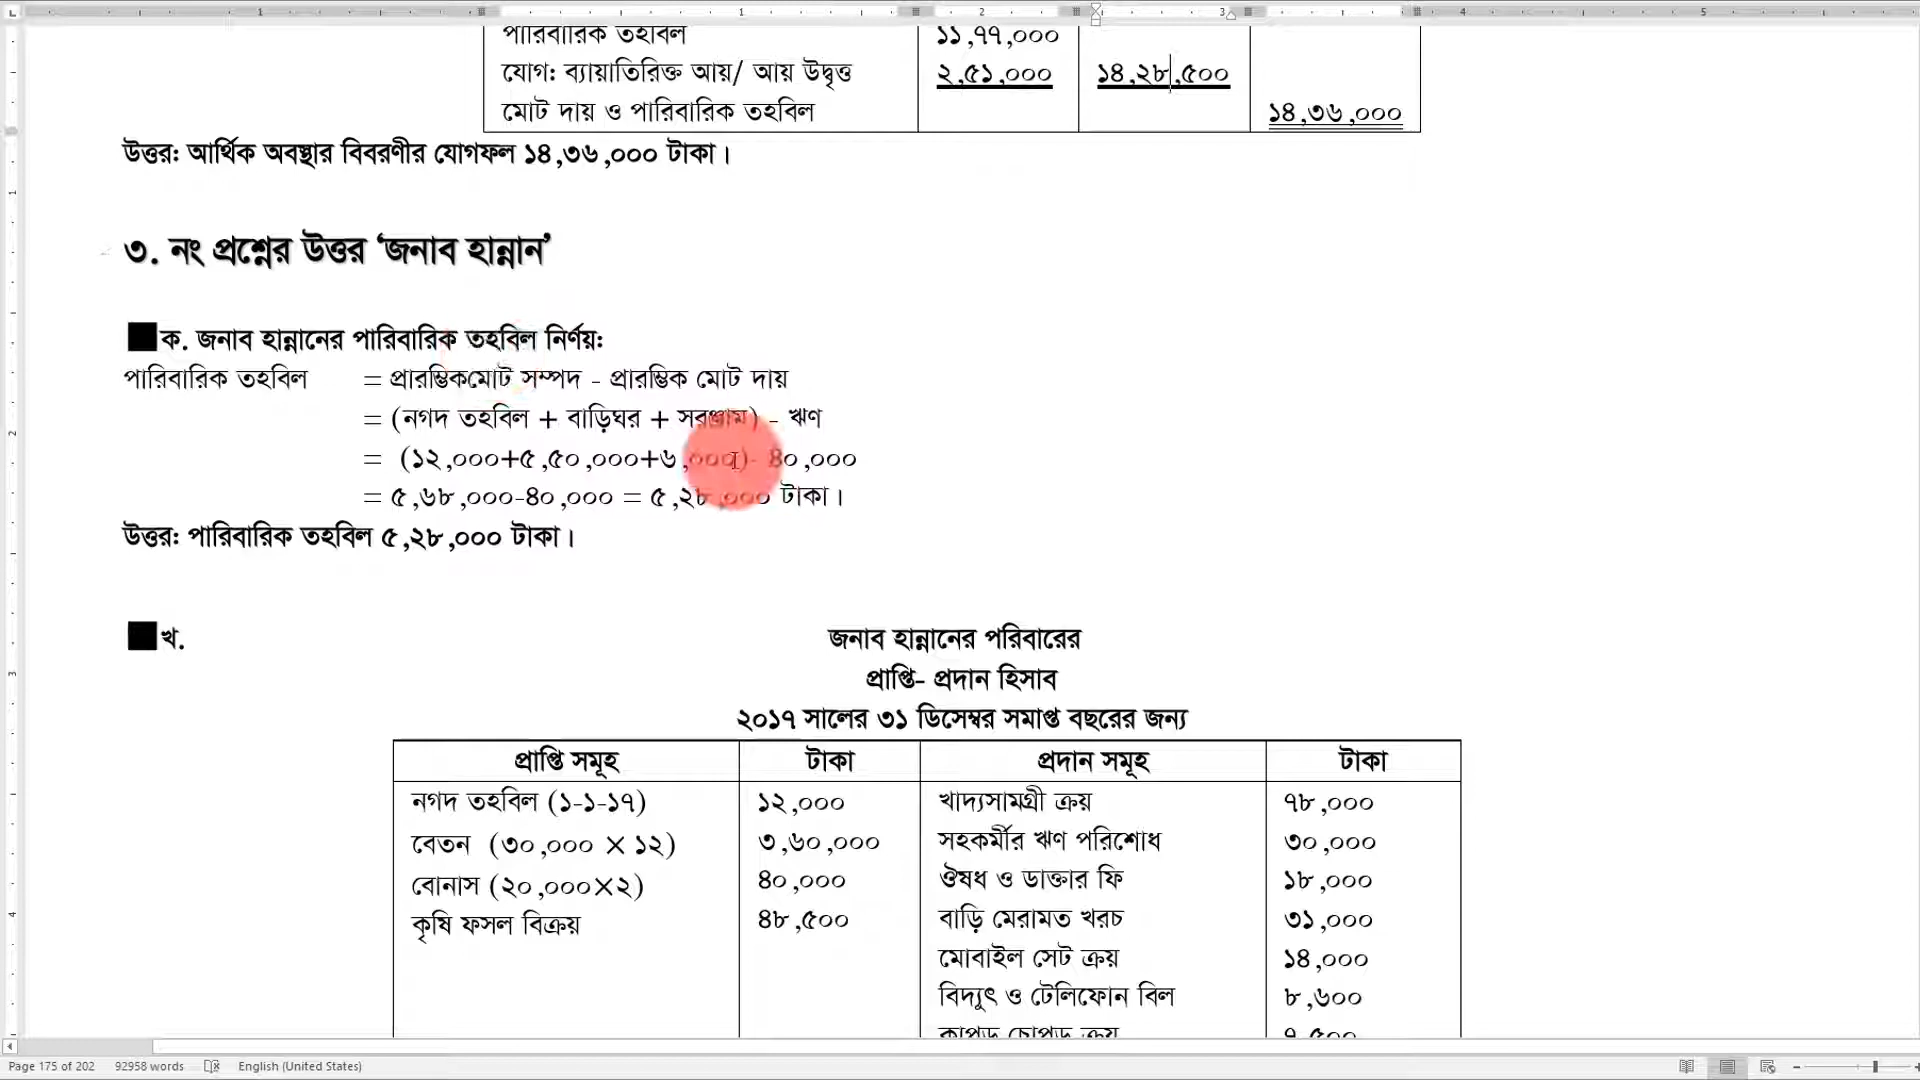 পারিবারিক তহবিল ১১,৭৭,০০০
যোগ: ব্যায়াতিরিক্ত আয়/ আয় উদ্বৃত্ত ২,৫১,০০০ ১৪,২৮,৫০০
মোট দায় ও পারিবারিক তহবিল ১৪,৩৬,০০০
উত্তর: আর্থিক অবস্থার বিবরণীর যোগফল ১৪,৩৬,০০০ টাকা।
৩. নং প্রশ্নের উত্তর ‘জনাব হান্নান’
ক. জনাব হান্নানের পারিবারিক তহবিল নির্ণয়:
পারিবারিক তহবিল = প্রারম্ভিকমোট সম্পদ - প্রারম্ভিক মোট দায়
= (নগদ তহবিল + বাড়িঘর + সরঞ্জাম) - ঋণ
= (১২,০০০+৫,৫০,০০০+৬,০০০)- ৪০,০০০
= ৫,৬৮,০০০-৪০,০০০ = ৫,২৮,০০০ টাকা।
উত্তর: পারিবারিক তহবিল ৫,২৮,০০০ টাকা।
খ. জনাব হান্নানের পরিবারের
প্রাপ্তি- প্রদান হিসাব
২০১৭ সালের ৩১ ডিসেম্বর সমাপ্ত বছরের জন্য
প্রাপ্তি সমূহ টাকা প্রদান সমূহ টাকা
নগদ তহবিল (১-১-১৭) ১২,০০০ খাদ্যসামগ্রী ক্রয় ৭৮,০০০
বেতন (৩০,০০০ × ১২) ৩,৬০,০০০ সহকর্মীর ঋণ পরিশোধ ৩০,০০০
বোনাস (২০,০০০×২) ৪০,০০০ ঔষধ ও ডাক্তার ফি ১৮,০০০
কৃষি ফসল বিক্রয় ৪৮,৫০০ বাড়ি মেরামত খরচ ৩১,০০০
মোবাইল সেট ক্রয় ১৪,০০০
বিদ্যুৎ ও টেলিফোন বিল ৮,৬০০
কাপড় চোপড় ক্রয় ৭,৫০০
Page 175 of 202 92958 words English (United States)